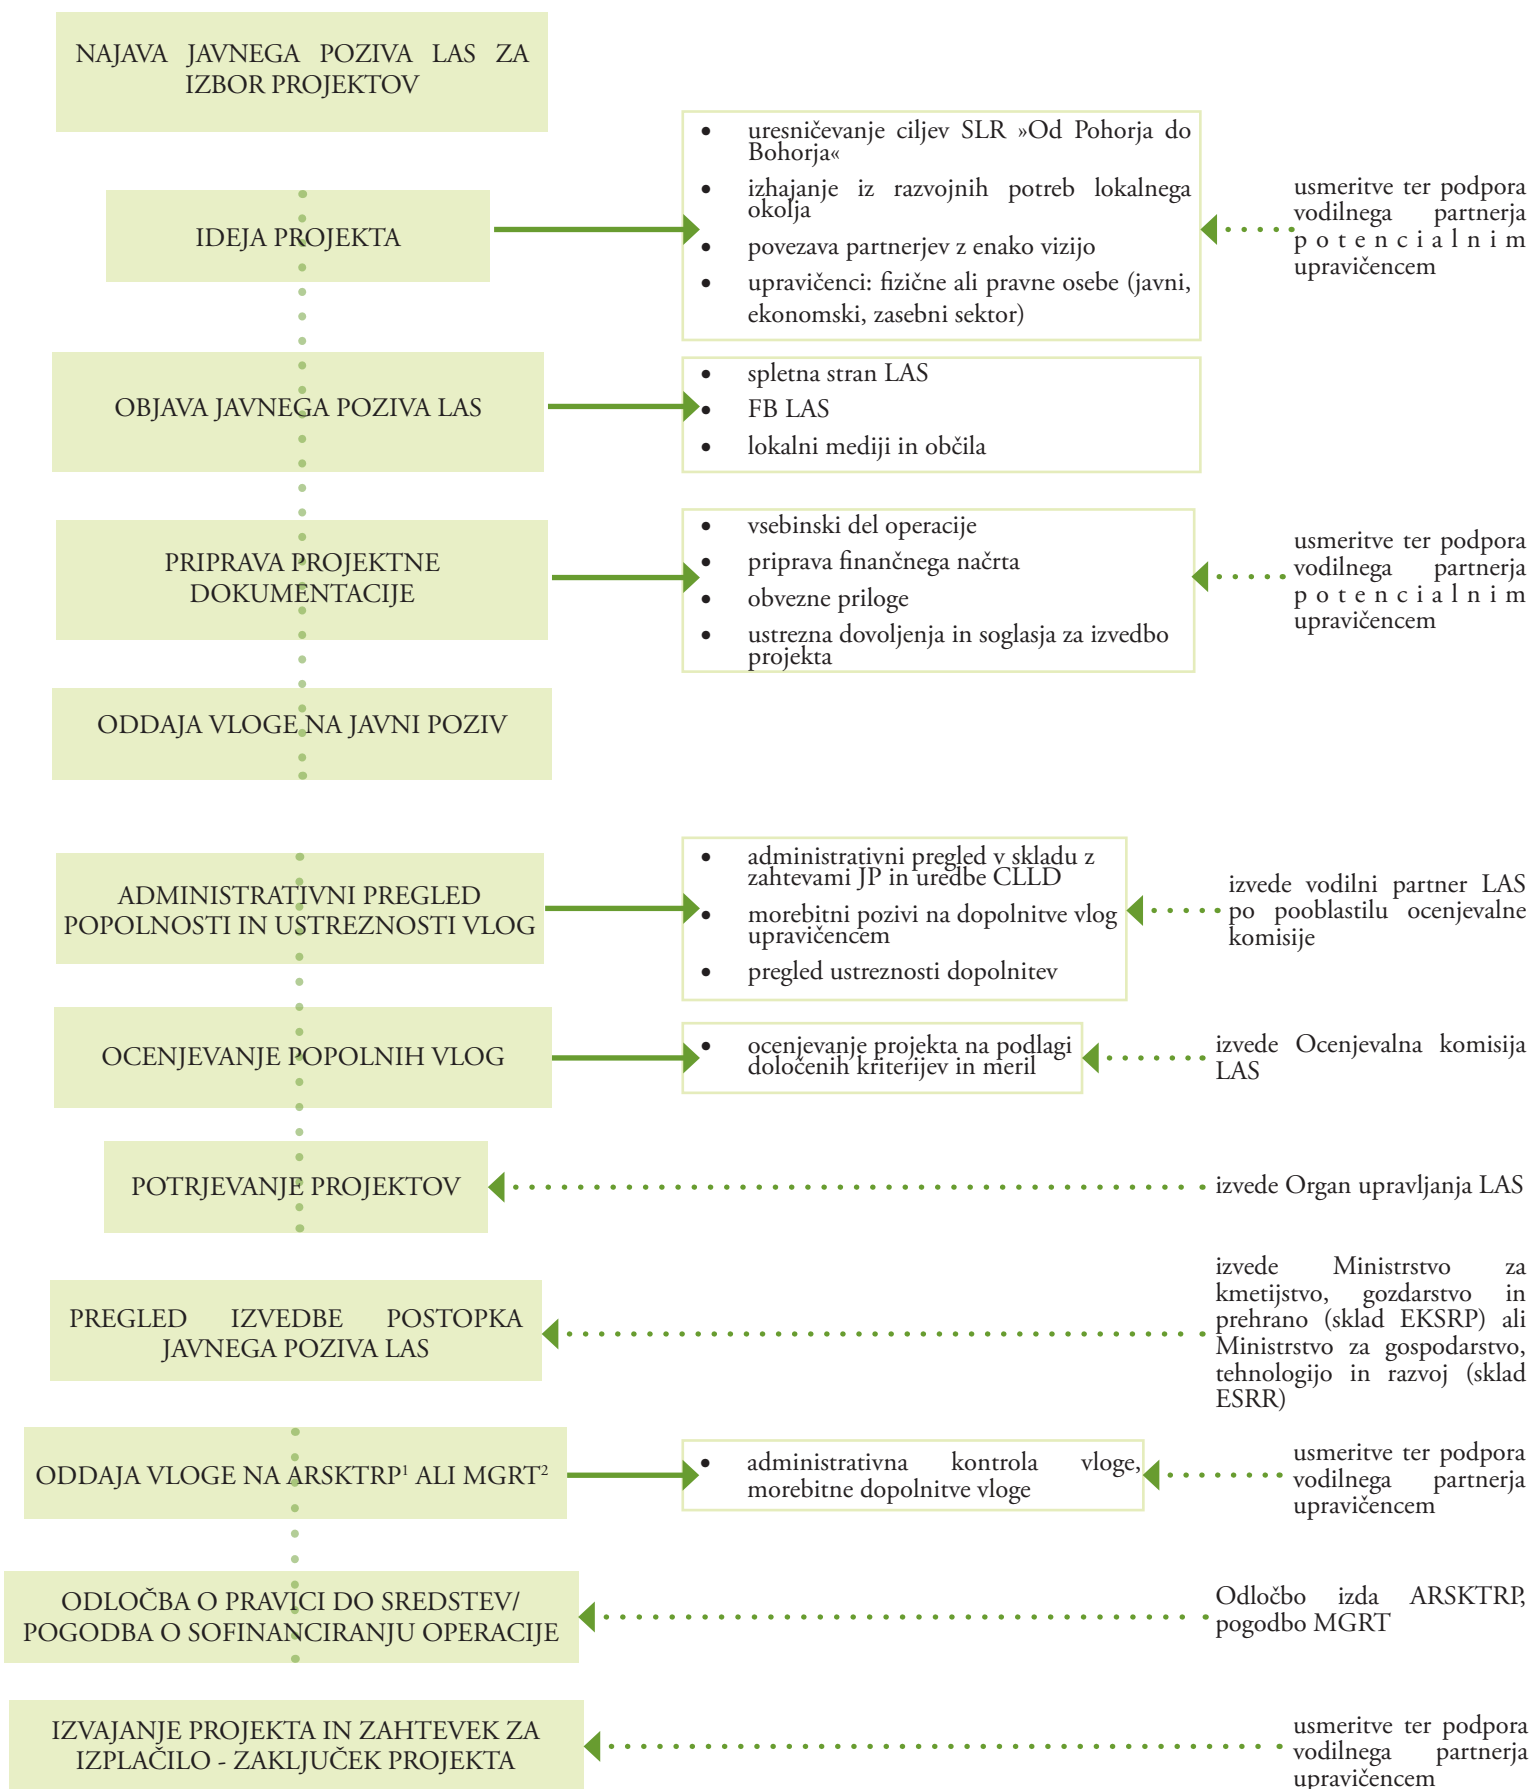 NAJAVA JAVNEGA POZIVA LAS ZA
IZBOR PROJEKTOV
IDEJA PROJEKTA
• uresničevanje ciljev SLR »Od Pohorja do
Bohorja«
• izhajanje iz razvojnih potreb lokalnega
okolja
• povezava partnerjev z enako vizijo
• upravičenci: fizične ali pravne osebe (javni,
ekonomski, zasebni sektor)
usmeritve ter podpora
vodilnega partnerja
potencialnim
upravičencem
OBJAVA JAVNEGA POZIVA LAS
• spletna stran LAS
• FB LAS
• lokalni mediji in občila
PRIPRAVA PROJEKTNE
DOKUMENTACIJE
• vsebinski del operacije
• priprava finančnega načrta
• obvezne priloge
• ustrezna dovoljenja in soglasja za izvedbo
projekta
usmeritve ter podpora
vodilnega partnerja
potencialnim
upravičencem
ODDAJA VLOGE NA JAVNI POZIV
ADMINISTRATIVNI PREGLED
POPOLNOSTI IN USTREZNOSTI VLOG
• administrativni pregled v skladu z
zahtevami JP in uredbe CLLD
• morebitni pozivi na dopolnitve vlog
upravičencem
• pregled ustreznosti dopolnitev
izvede vodilni partner LAS
po pooblastilu ocenjevalne
komisije
OCENJEVANJE POPOLNIH VLOG
• ocenjevanje projekta na podlagi
določenih kriterijev in meril
izvede Ocenjevalna komisija
LAS
POTRJEVANJE PROJEKTOV
izvede Organ upravljanja LAS
PREGLED IZVEDBE POSTOPKA
JAVNEGA POZIVA LAS
izvede Ministrstvo za
kmetijstvo, gozdarstvo in
prehrano (sklad EKSRP) ali
Ministrstvo za gospodarstvo,
tehnologijo in razvoj (sklad
ESRR)
ODDAJA VLOGE NA ARSKTRP¹ ALI MGRT²
• administrativna kontrola vloge,
morebitne dopolnitve vloge
usmeritve ter podpora
vodilnega partnerja
upravičencem
ODLOČBA O PRAVICI DO SREDSTEV/
POGODBA O SOFINANCIRANJU OPERACIJE
Odločbo izda ARSKTRP,
pogodbo MGRT
IZVAJANJE PROJEKTA IN ZAHTEVEK ZA
IZPLAČILO - ZAKLJUČEK PROJEKTA
usmeritve ter podpora
vodilnega partnerja
upravičencem